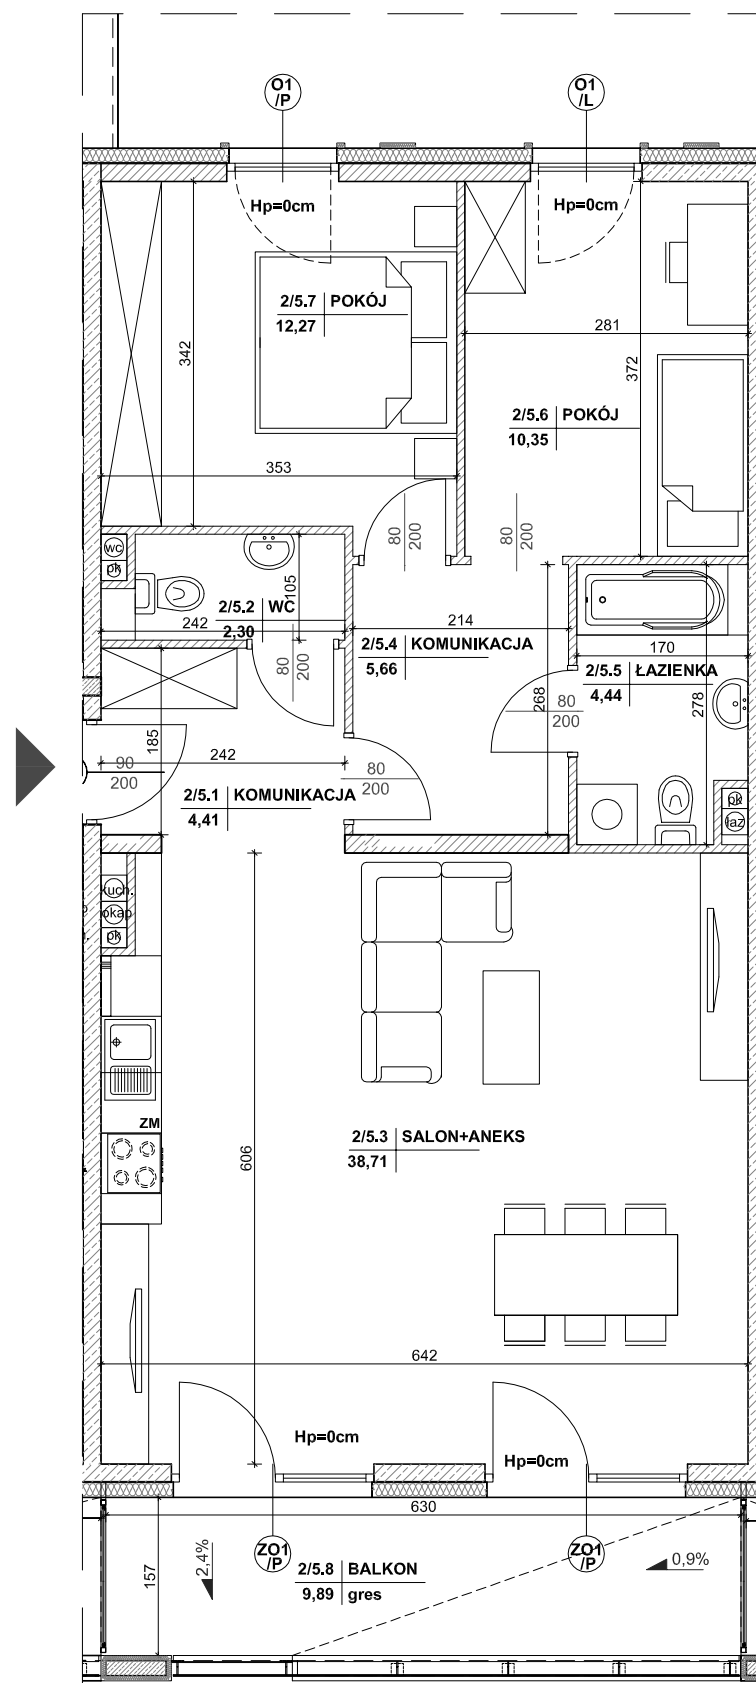 O1
/P
O1
/L
Hp=0cm
Hp=0cm
2/5.7 POKÓJ
12,27
281
342
372
2/5.6 POKÓJ
10,35
353
80
200
80
200
wc
pk
105
2/5.2 WC
2,30
242
214
2/5.4 KOMUNIKACJA
5,66
80
200
170
2/5.5 ŁAZIENKA
4,44
268
80
200
278
185
242
90
200
80
200
2/5.1 KOMUNIKACJA
4,41
pk
łaz
kuch.
okap
pk
ZM
2/5.3 SALON+ANEKS
38,71
606
642
Hp=0cm
Hp=0cm
630
ZO1
/P
ZO1
/P
2,4%
0,9%
157
2/5.8 BALKON
9,89 gres